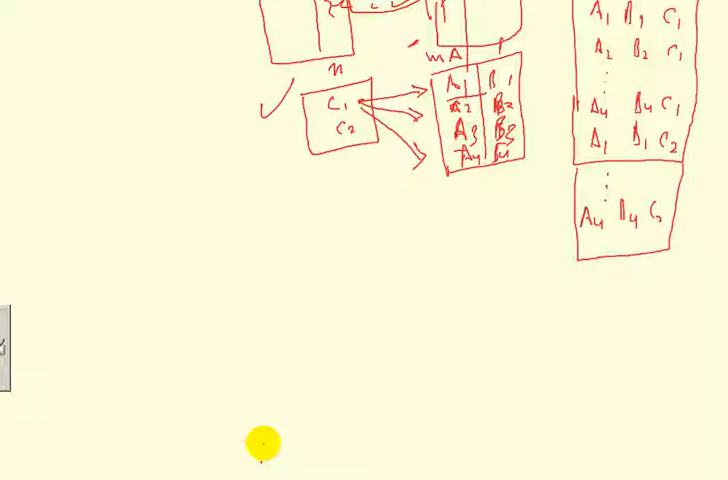 n
m A
C1
C2
A1 B1
A2 B2
A3 B3
A4 B4
A1 B1 C1
A2 B2 C1
⋮
A4 B4 C1
A1 B1 C2
⋮
A4 B4 C2